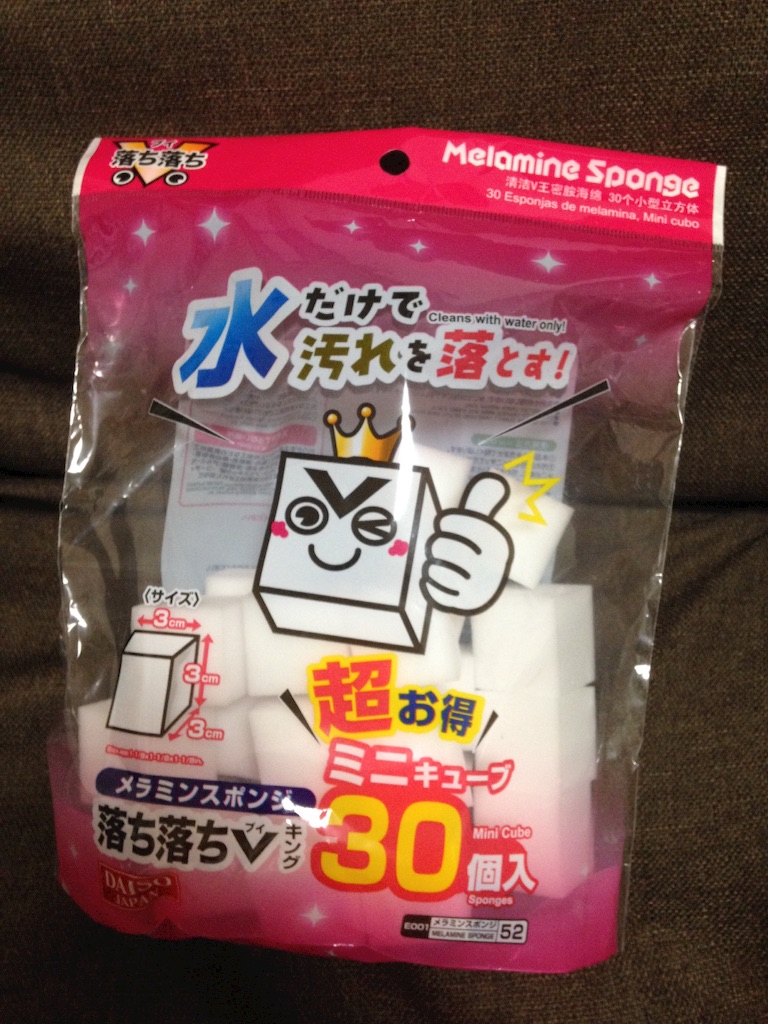 ブイ
落ち落ち
V
Melamine Sponge
清洁V王密胺海绵 30个小型立方体
30 Esponjas de melamina, Mini cubo
水だけで
Cleans with water only!
汚れを落とす!
V
〈サイズ〉
3cm
3cm
3cm
超お得
ミニキューブ
30個入
Mini Cube
Sponges
メラミンスポンジ
落ち落ちV
ブイ
キング
DAISO
JAPAN
E001 メラミンスポンジ
MELAMINE SPONGE 52